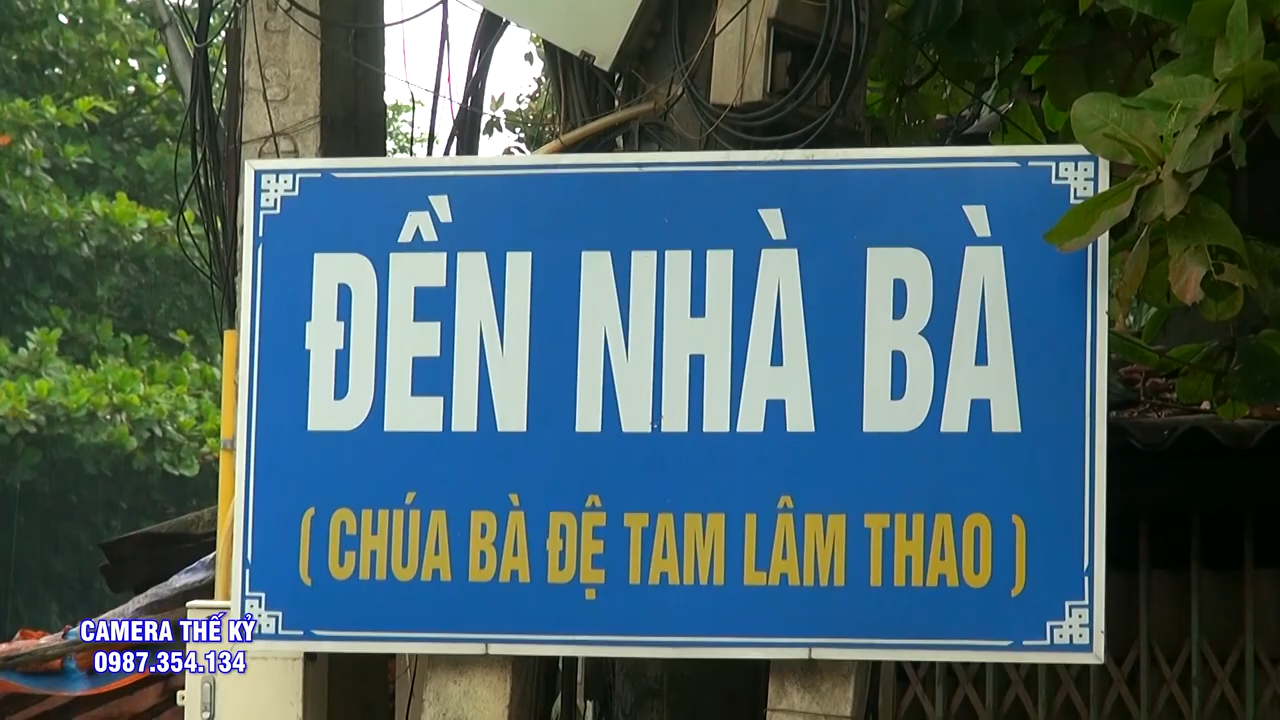 ĐỀN NHÀ BÀ
( CHÚA BÀ ĐỆ TAM LÂM THAO )
CAMERA THẾ KỶ
0987.354.134